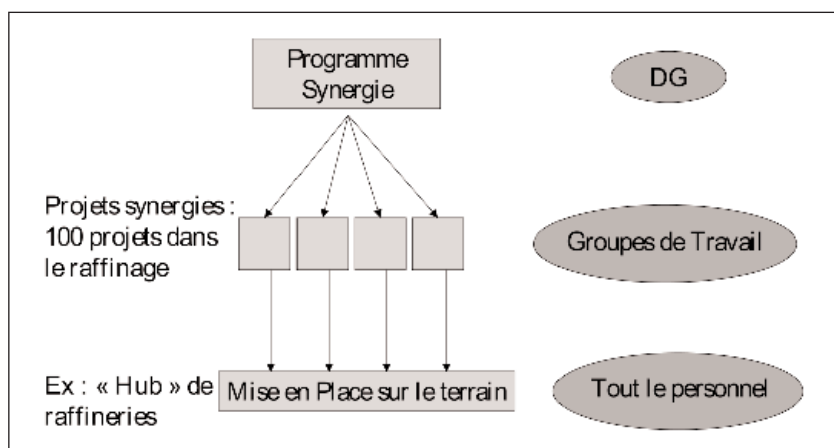 Programme
Synergie
DG
Projets synergies :
100 projets dans
le raffinage
Groupes de Travail
Ex : « Hub » de
raffineries
Mise en Place sur le terrain
Tout le personnel